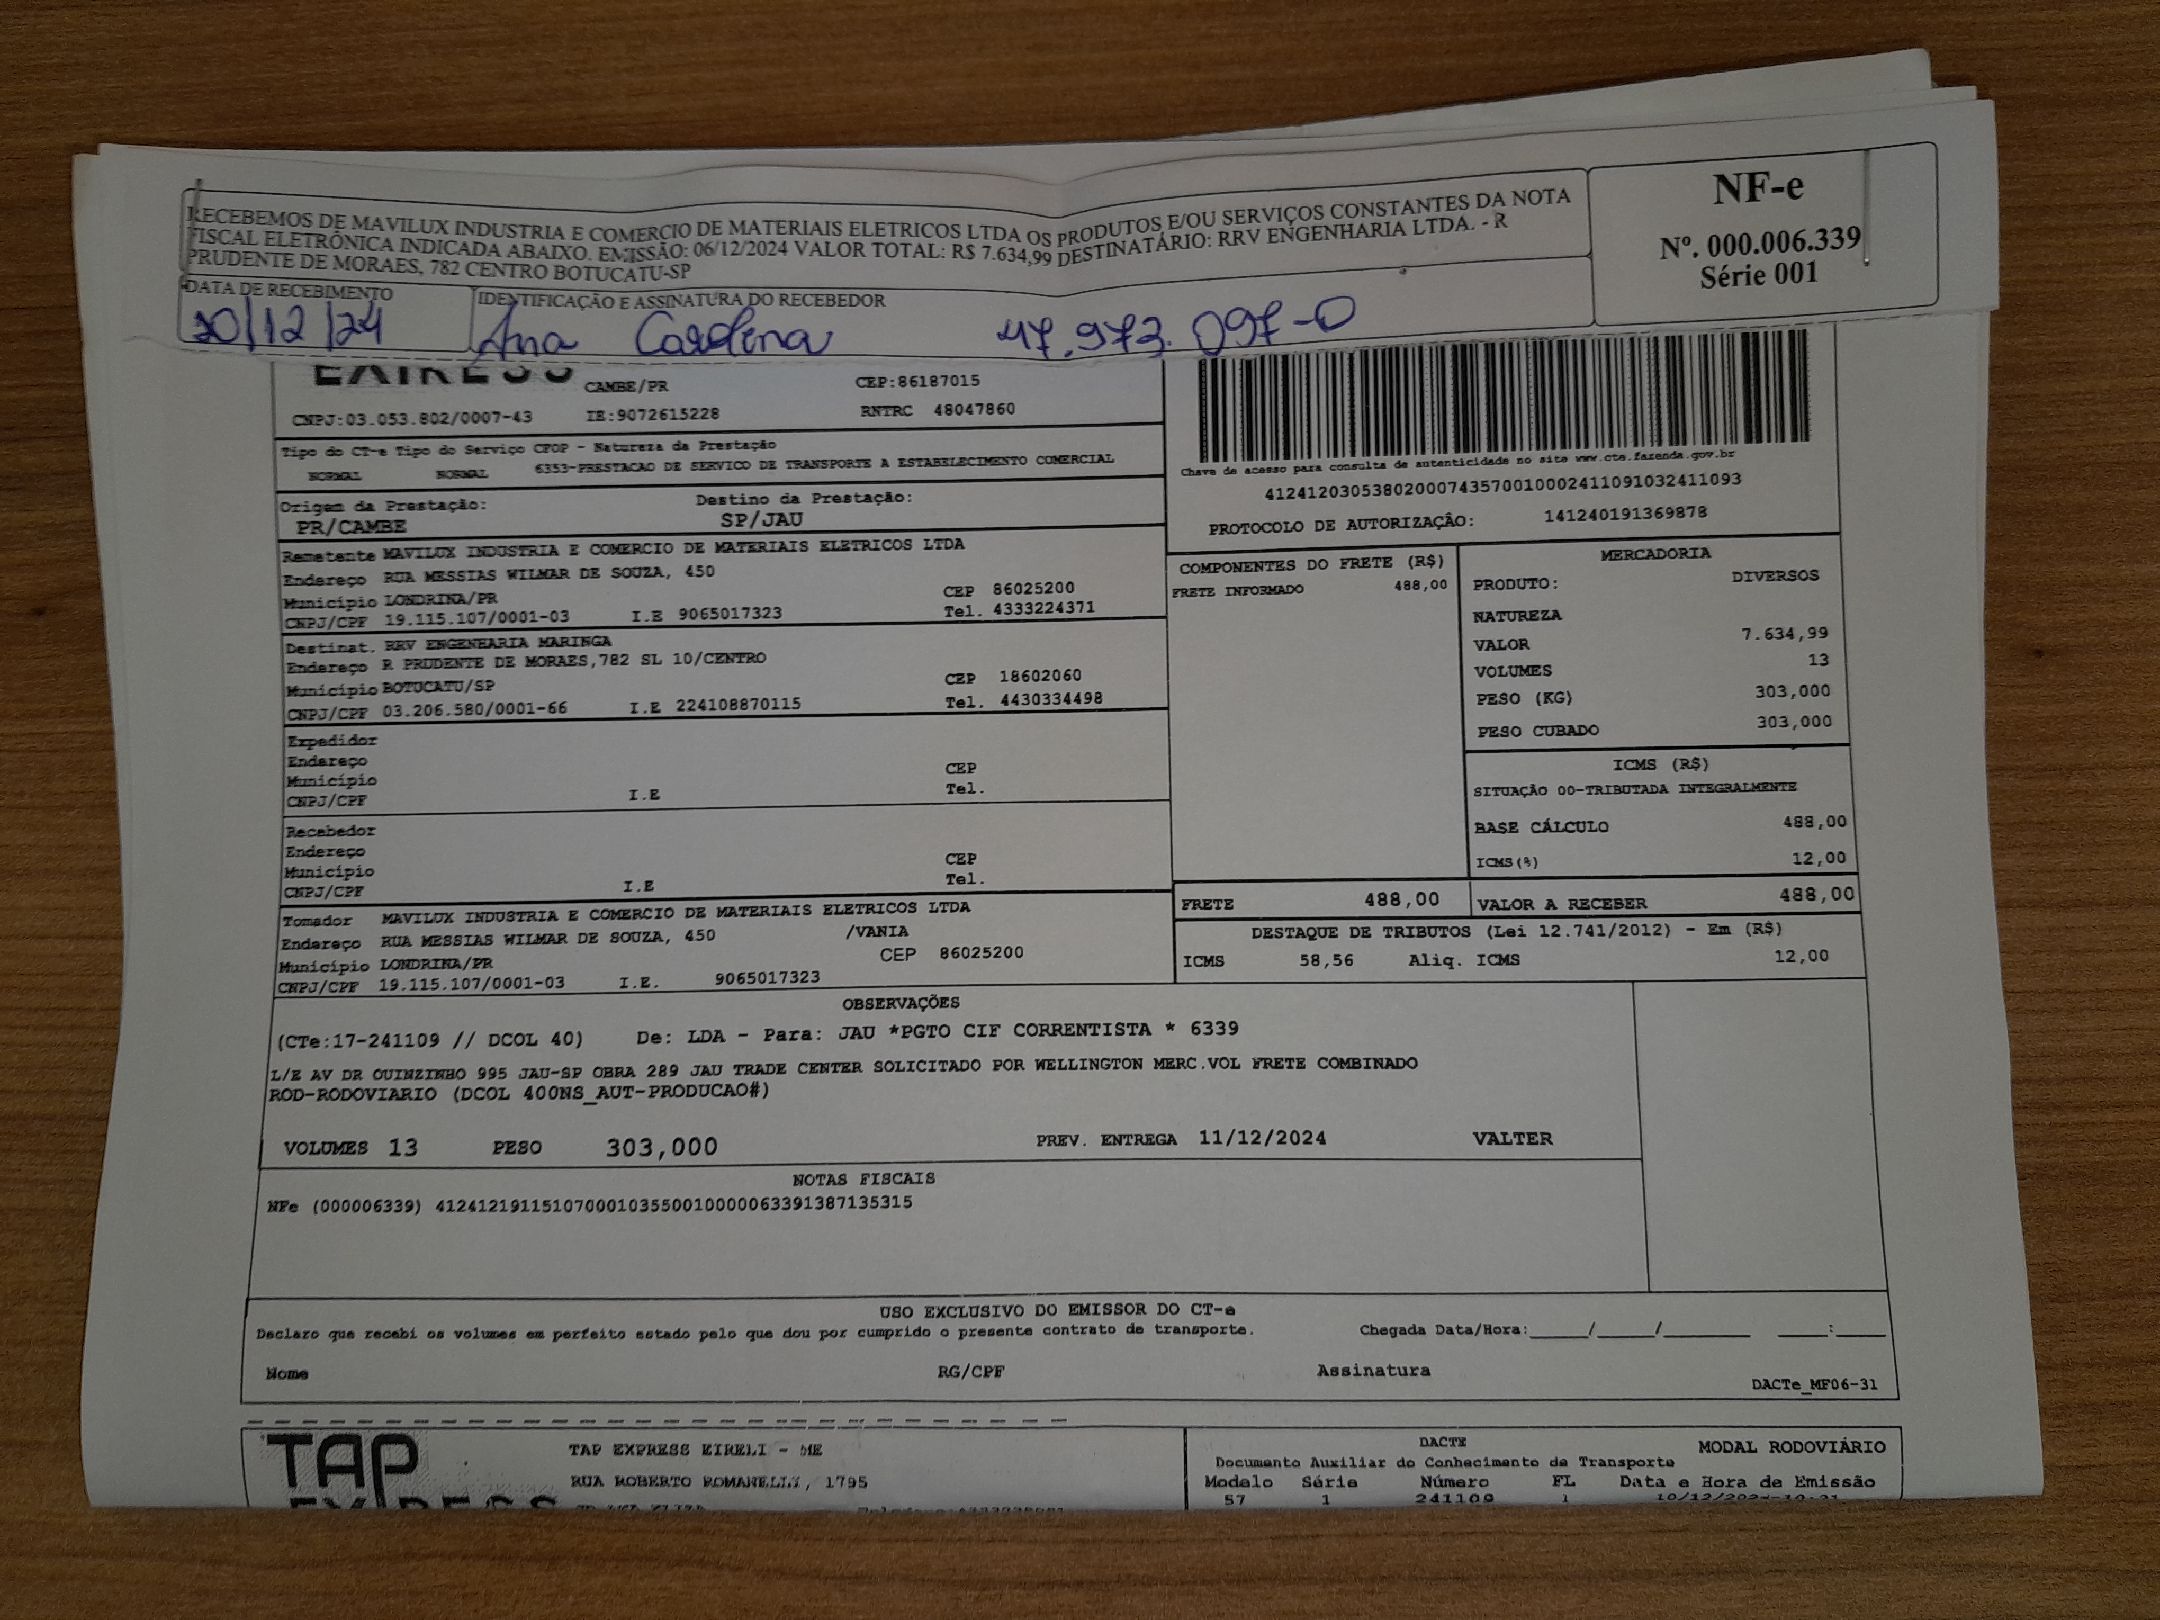 RECEBEMOS DE MAVILUX INDUSTRIA E COMERCIO DE MATERIAIS ELETRICOS LTDA OS PRODUTOS E/OU SERVIÇOS CONSTANTES DA NOTA
FISCAL ELETRÔNICA INDICADA ABAIXO. EMISSÃO: 06/12/2024 VALOR TOTAL: R$ 7.634,99 DESTINATÁRIO: RRV ENGENHARIA LTDA. - R
PRUDENTE DE MORAES, 782 CENTRO BOTUCATU-SP
NF-e
Nº. 000.006.339
Série 001
DATA DE RECEBIMENTO IDENTIFICAÇÃO E ASSINATURA DO RECEBEDOR
/12/24 Ana Carolina 47.973.097-0
EXPRESS CAMBE/PR CEP:86187015
CNPJ:03.053.802/0007-43 IE:9072615228 RNTRC 48047860
Tipo do CT-e Tipo do Serviço CFOP - Natureza da Prestação
NORMAL NORMAL 6353-PRESTACAO DE SERVICO DE TRANSPORTE A ESTABELECIMENTO COMERCIAL
Chave de acesso para consulta de autenticidade no site www.cte.fazenda.gov.br
41241203053802000743570010002411091032411093
PROTOCOLO DE AUTORIZAÇÃO: 141240191369878
Origem da Prestação: Destino da Prestação:
PR/CAMBE SP/JAU
Remetente MAVILUX INDUSTRIA E COMERCIO DE MATERIAIS ELETRICOS LTDA
Endereço RUA MESSIAS WILMAR DE SOUZA, 450
Município LONDRINA/PR CEP 86025200
CNPJ/CPF 19.115.107/0001-03 I.E 9065017323 Tel. 4333224371
Destinat. RRV ENGENHARIA MARINGA
Endereço R PRUDENTE DE MORAES,782 SL 10/CENTRO
Município BOTUCATU/SP CEP 18602060
CNPJ/CPF 03.206.580/0001-66 I.E 224108870115 Tel. 4430334498
Expedidor
Endereço
Município CEP
CNPJ/CPF I.E Tel.
Recebedor
Endereço
Município CEP
CNPJ/CPF I.E Tel.
Tomador MAVILUX INDUSTRIA E COMERCIO DE MATERIAIS ELETRICOS LTDA
Endereço RUA MESSIAS WILMAR DE SOUZA, 450 /VANIA
Município LONDRINA/PR CEP 86025200
CNPJ/CPF 19.115.107/0001-03 I.E. 9065017323
COMPONENTES DO FRETE (R$)
FRETE INFORMADO 488,00
MERCADORIA
PRODUTO: DIVERSOS
NATUREZA
VALOR 7.634,99
VOLUMES 13
PESO (KG) 303,000
PESO CUBADO 303,000
ICMS (R$)
SITUAÇÃO 00-TRIBUTADA INTEGRALMENTE
BASE CÁLCULO 488,00
ICMS(%) 12,00
FRETE 488,00 VALOR A RECEBER 488,00
DESTAQUE DE TRIBUTOS (Lei 12.741/2012) - Em (R$)
ICMS 58,56 Aliq. ICMS 12,00
OBSERVAÇÕES
(CTe:17-241109 // DCOL 40) De: LDA - Para: JAU *PGTO CIF CORRENTISTA * 6339
L/E AV DR QUINZINHO 995 JAU-SP OBRA 289 JAU TRADE CENTER SOLICITADO POR WELLINGTON MERC.VOL FRETE COMBINADO
ROD-RODOVIARIO (DCOL 400NS_AUT-PRODUCAO#)
VOLUMES 13 PESO 303,000 PREV. ENTREGA 11/12/2024 VALTER
NOTAS FISCAIS
NFe (000006339) 41241219115107000103550010000063391387135315
USO EXCLUSIVO DO EMISSOR DO CT-e
Declaro que recebi os volumes em perfeito estado pelo que dou por cumprido o presente contrato de transporte. Chegada Data/Hora:_____/_____/________ ____:____
Nome RG/CPF Assinatura
DACTe_MF06-31
TAP EXPRESS TAP EXPRESS EIRELI - ME
RUA ROBERTO ROMANELLI, 1795
DACTE MODAL RODOVIÁRIO
Documento Auxiliar do Conhecimento de Transporte
Modelo Série Número FL Data e Hora de Emissão
57 1 241109 1